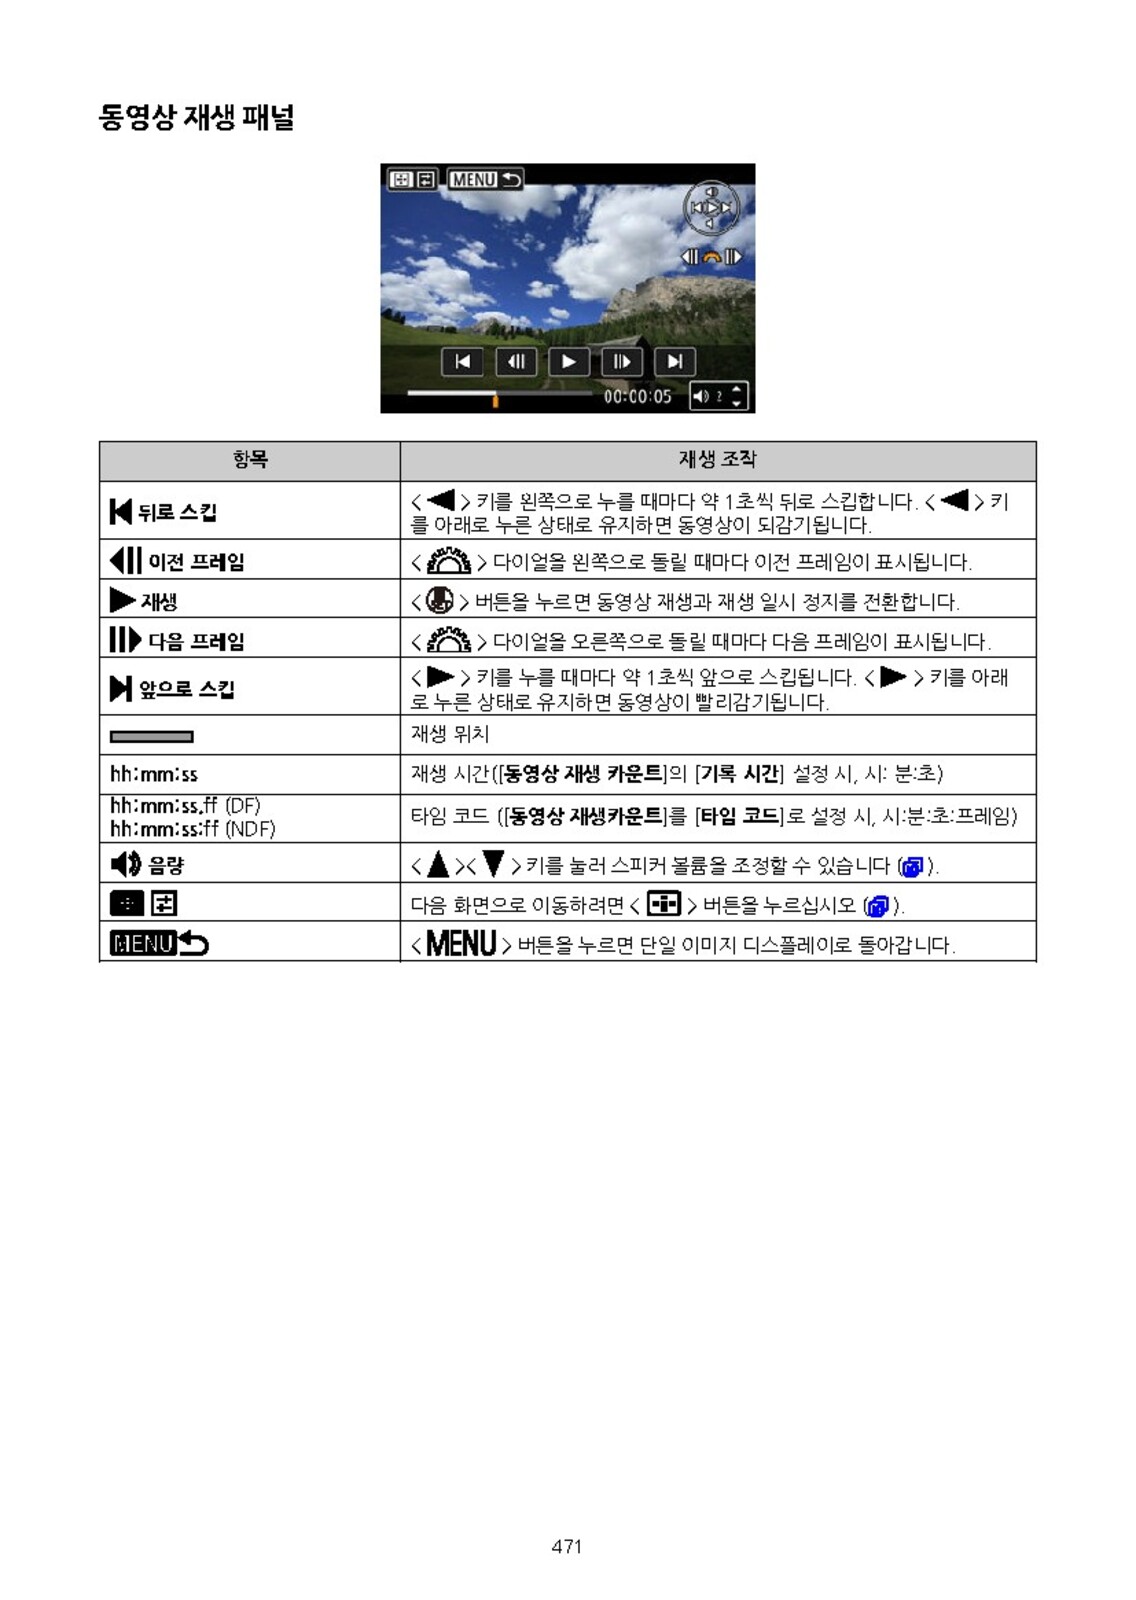 동영상 재생 패널
MENU
00:00:05 2
항목 재생 조작
뒤로 스킵 < ◀ > 키를 왼쪽으로 누를 때마다 약 1초씩 뒤로 스킵합니다. < ◀ > 키
를 아래로 누른 상태로 유지하면 동영상이 되감기됩니다.
이전 프레임 < > 다이얼을 왼쪽으로 돌릴 때마다 이전 프레임이 표시됩니다.
▶ 재생 < > 버튼을 누르면 동영상 재생과 재생 일시 정지를 전환합니다.
다음 프레임 < > 다이얼을 오른쪽으로 돌릴 때마다 다음 프레임이 표시됩니다.
앞으로 스킵 < ▶ > 키를 누를 때마다 약 1초씩 앞으로 스킵됩니다. < ▶ > 키를 아래
로 누른 상태로 유지하면 동영상이 빨리감기됩니다.
재생 위치
hh:mm:ss 재생 시간([동영상 재생 카운트]의 [기록 시간] 설정 시, 시: 분:초)
hh:mm:ss.ff (DF)
hh:mm:ss:ff (NDF)
타임 코드 ([동영상 재생카운트]를 [타임 코드]로 설정 시, 시:분:초:프레임)
음량 < ▲ >< ▼ > 키를 눌러 스피커 볼륨을 조정할 수 있습니다 ( ).
다음 화면으로 이동하려면 < > 버튼을 누르십시오 ( ).
MENU < MENU > 버튼을 누르면 단일 이미지 디스플레이로 돌아갑니다.
471